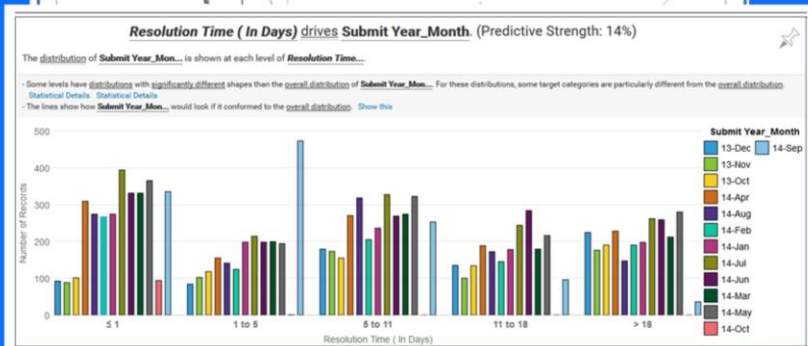 Resolution Time ( In Days) drives Submit Year_Month. (Predictive Strength: 14%)
The distribution of Submit Year_Mon... is shown at each level of Resolution Time...
- Some levels have distributions with significantly different shapes than the overall distribution of Submit Year_Mon... For these distributions, some target categories are particularly different from the overall distribution.
Statistical Details Statistical Details
- The lines show how Submit Year_Mon... would look if it conformed to the overall distribution. Show this
Submit Year_Month
13-Dec 14-Sep
13-Nov
13-Oct
14-Apr
14-Aug
14-Feb
14-Jan
14-Jul
14-Jun
14-Mar
14-May
14-Oct
Number of Records
500
400
300
200
100
0
≤ 1 1 to 5 5 to 11 11 to 18 > 18
Resolution Time ( In Days)